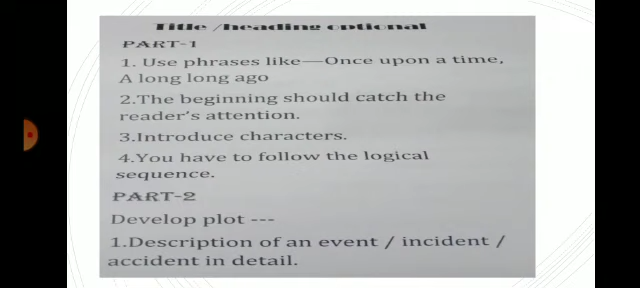 Title /heading optional
PART-1
1. Use phrases like—Once upon a time,
A long long ago
2.The beginning should catch the
reader's attention.
3.Introduce characters.
4.You have to follow the logical
sequence.
PART-2
Develop plot ---
1.Description of an event / incident /
accident in detail.